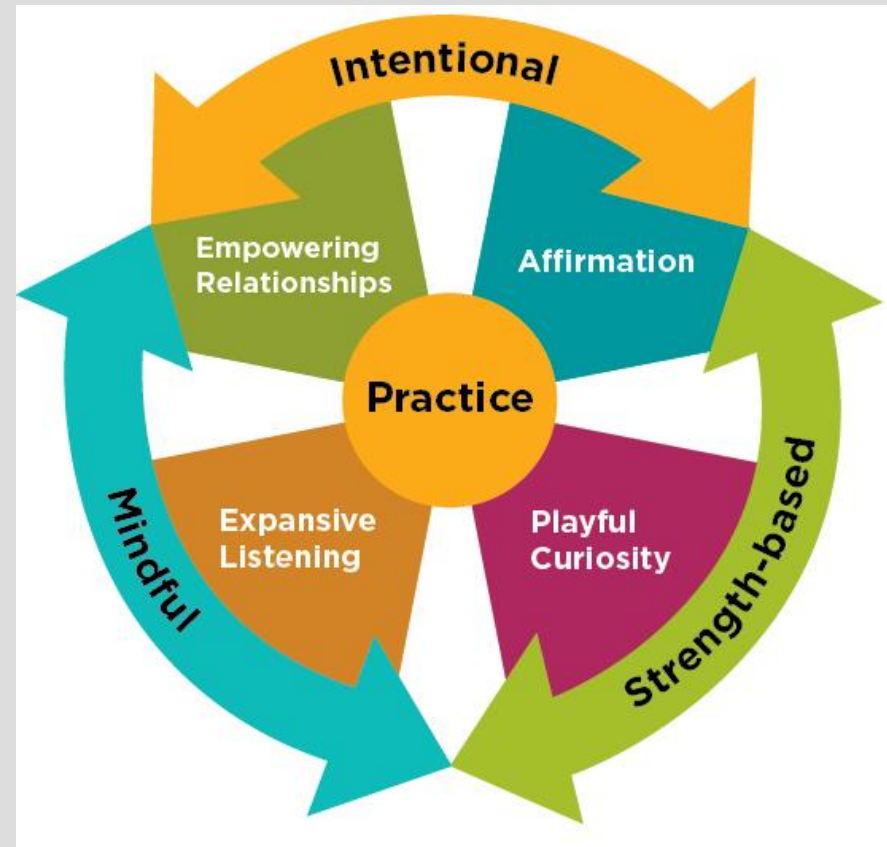 Intentional
Empowering
Relationships
Affirmation
Practice
Mindful
Expansive
Listening
Playful
Curiosity
Strength-based